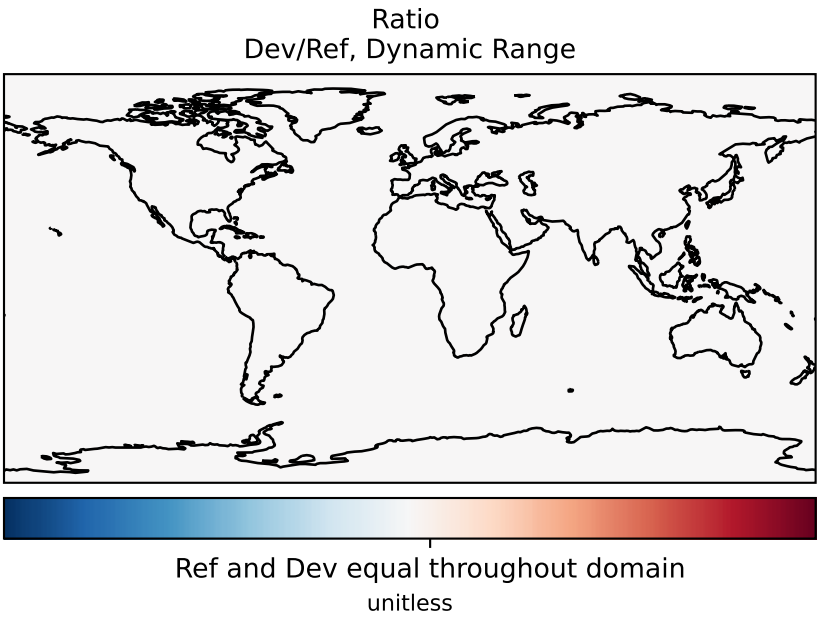 Ratio
Dev/Ref, Dynamic Range
Ref and Dev equal throughout domain
unitless